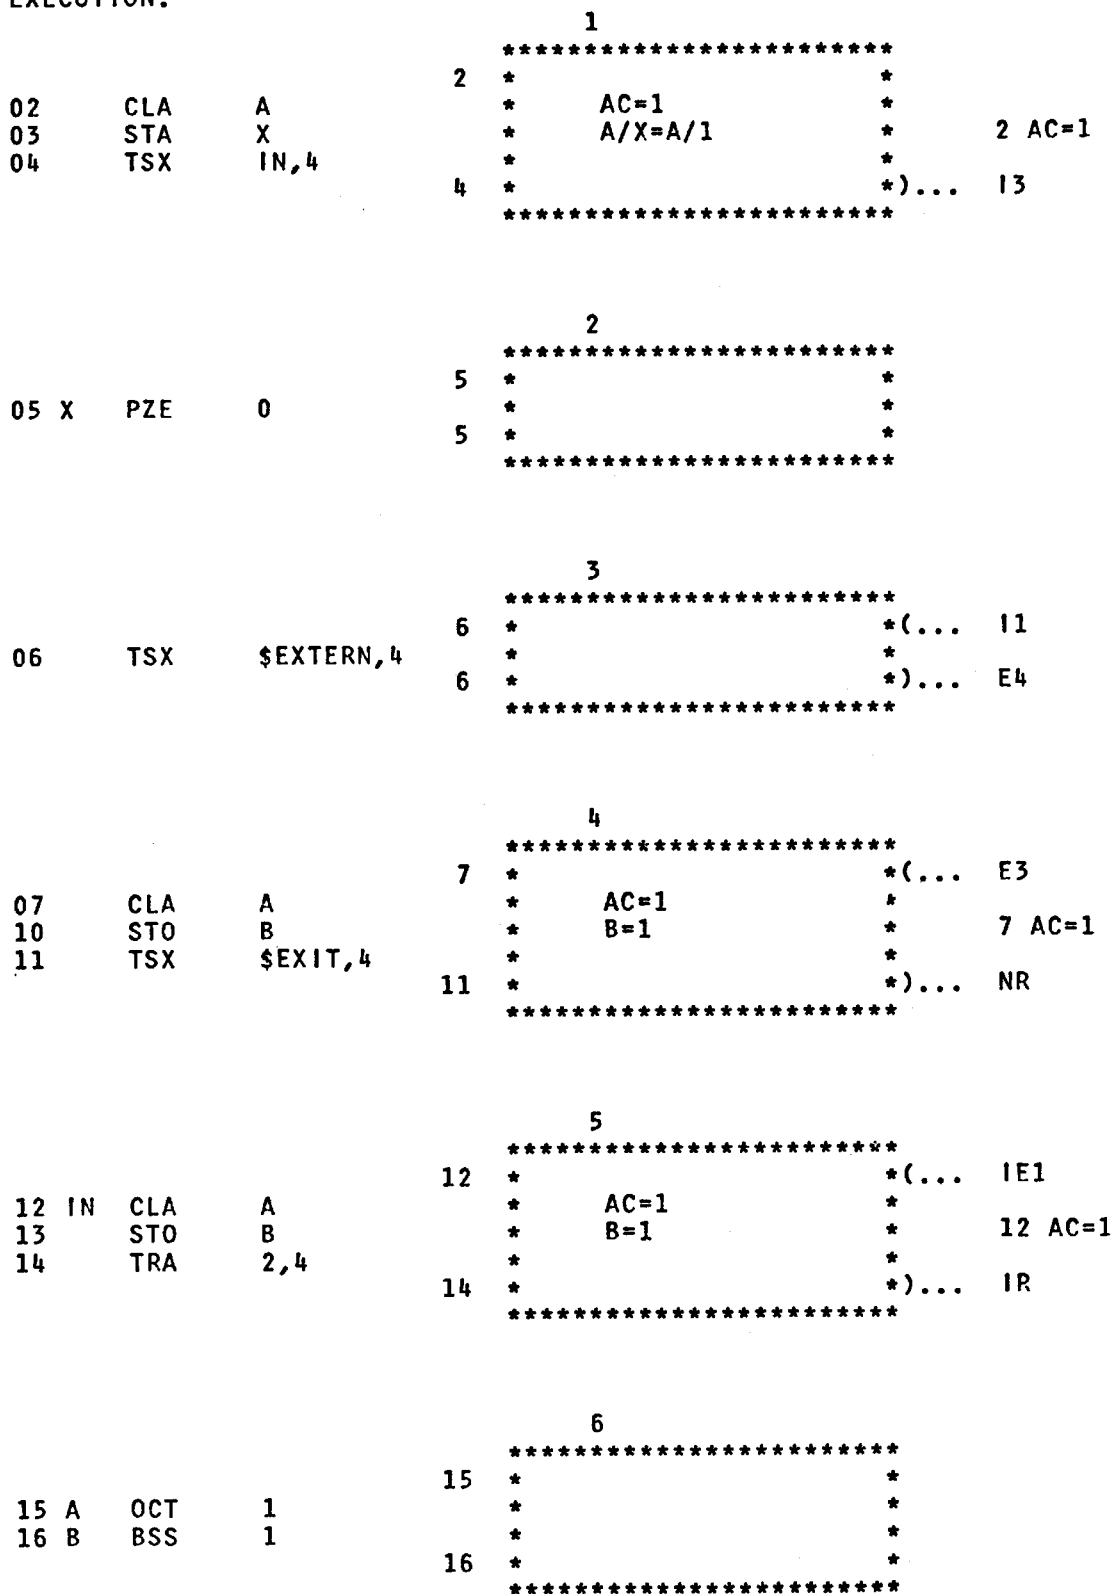 EXECUTION.
1
************************
2 * *
02 CLA A * AC=1 *
03 STA X * A/X=A/1 * 2 AC=1
04 TSX IN,4 * *
4 * *)... I3
************************
2
************************
5 * *
05 X PZE 0 * *
5 * *
************************
3
************************
6 * *(... I1
06 TSX $EXTERN,4 * *
6 * *)... E4
************************
4
************************
7 * *(... E3
07 CLA A * AC=1 *
10 STO B * B=1 * 7 AC=1
11 TSX $EXIT,4 * *
11 * *)... NR
************************
5
************************
12 * *(... IE1
12 IN CLA A * AC=1 *
13 STO B * B=1 * 12 AC=1
14 TRA 2,4 * *
14 * *)... IR
************************
6
************************
15 * *
15 A OCT 1 * *
16 B BSS 1 * *
16 * *
************************